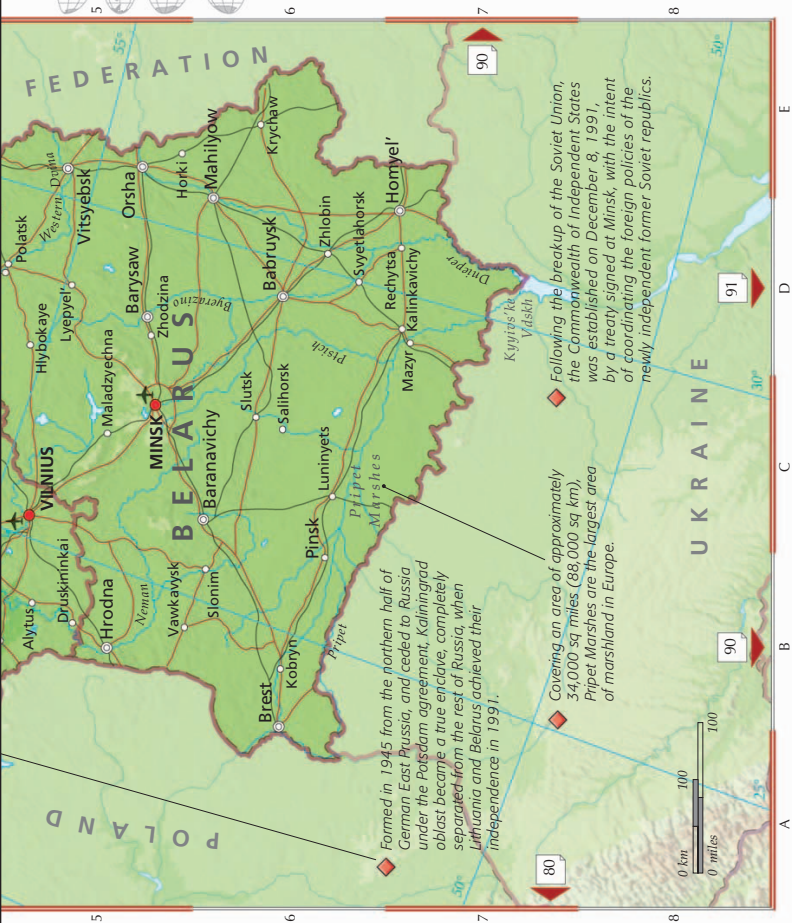 5
6
7
8
55°
FEDERATION
Polatsk
Western Dvina
Vitsyebsk
Orsha
Horki
Mahilyow
Krychaw
Hlybokaye
Lyepyel'
Barysaw
Zhodzina
Byerazino
Babruysk
Zhlobin
Svyetlahorsk
Homyel'
Rechytsa
Kalinkavichy
Mazyr
Dnieper
Kyyivs'ke
Vdskh
Maladzyechna
VILNIUS
MINSK
BELARUS
Ptsich
Slutsk
Salihorsk
Baranavichy
Luninyets
Pripet
Marshes
Pinsk
Alytus
Druskininkai
Hrodna
Neman
Vawkavysk
Slonim
Kobryn
Brest
Pripet
POLAND
UKRAINE
90
91
90
80
50°
50°
30°
25°
Following the breakup of the Soviet Union,
the Commonwealth of Independent States
was established on December 8, 1991,
by a treaty signed at Minsk, with the intent
of coordinating the foreign policies of the
newly independent former Soviet republics.
Covering an area of approximately
34,000 sq miles (88,000 sq km),
Pripet Marshes are the largest area
of marshland in Europe.
Formed in 1945 from the northern half of
German East Prussia, and ceded to Russia
under the Potsdam agreement, Kaliningrad
oblast became a true enclave, completely
separated from the rest of Russia, when
Lithuania and Belarus achieved their
independence in 1991.
0 km 100
0 miles 100
A
B
C
D
E
5
6
7
8